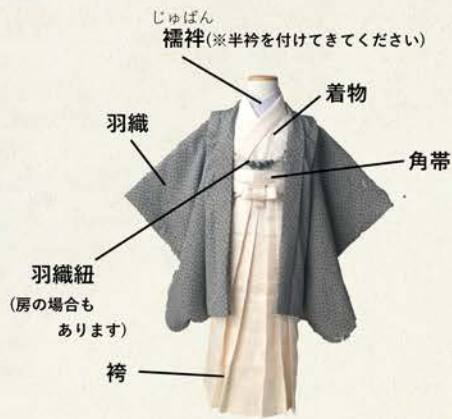 じゅばん
襦袢(※半衿を付けてきてください)
着物
羽織
角帯
羽織紐
(房の場合も
あります)
袴